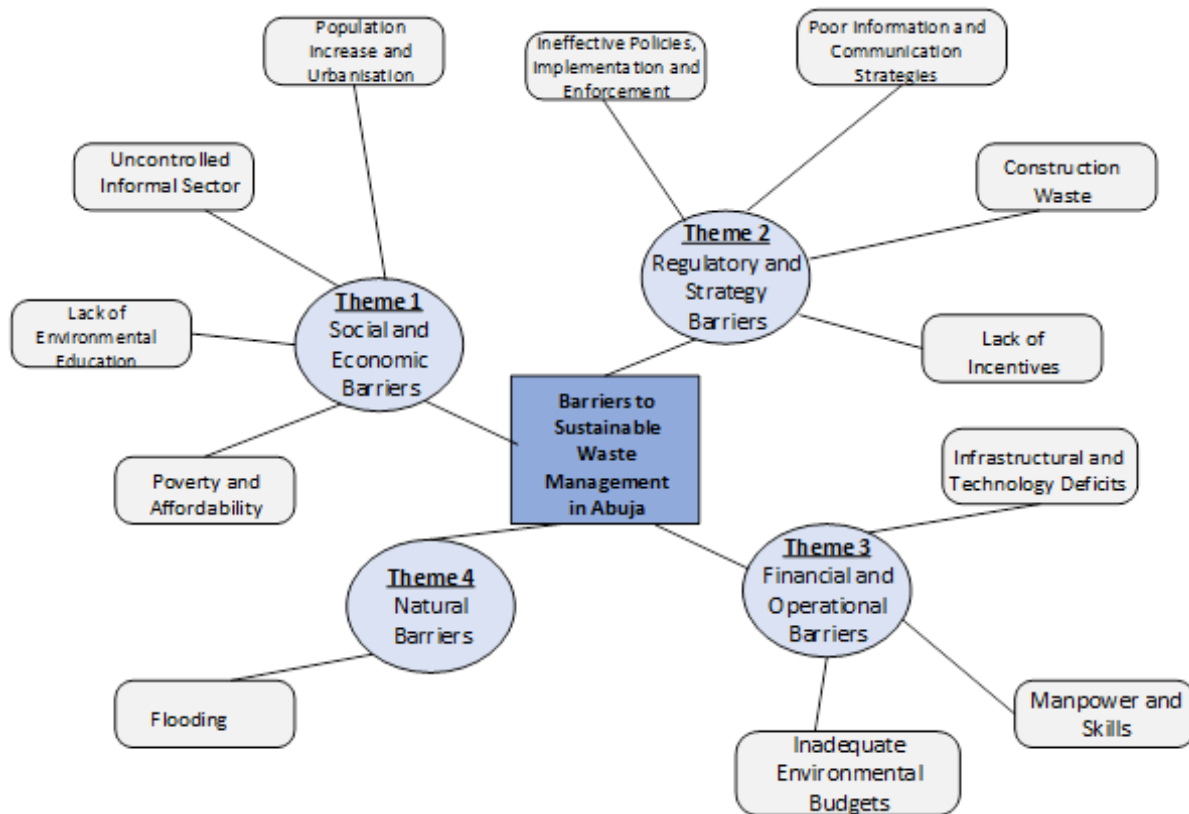 Population
Increase and
Urbanisation
Ineffective Policies,
Implementation and
Enforcement
Poor Information and
Communication
Strategies
Uncontrolled
Informal Sector
Construction
Waste
Theme 2
Regulatory and
Strategy
Barriers
Theme 1
Social and
Economic
Barriers
Lack of
Environmental
Education
Lack of
Incentives
Barriers to
Sustainable
Waste
Management
in Abuja
Poverty and
Affordability
Infrastructural and
Technology Deficits
Theme 4
Natural
Barriers
Theme 3
Financial and
Operational
Barriers
Flooding
Manpower and
Skills
Inadequate
Environmental
Budgets